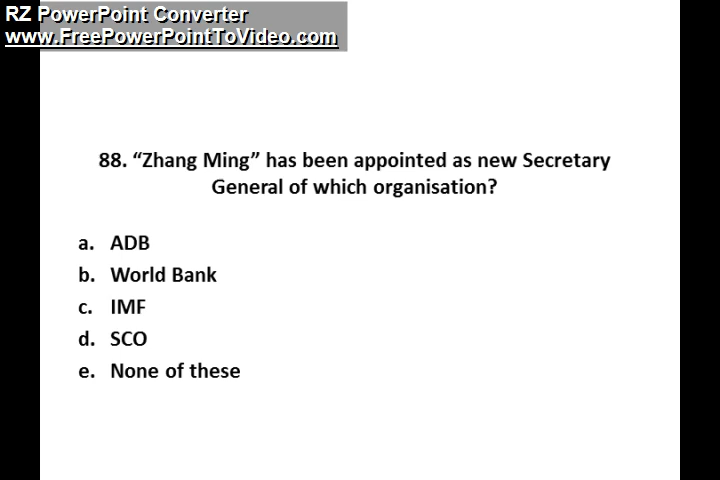 RZ PowerPoint Converter
www.FreePowerPointToVideo.com
88. “Zhang Ming” has been appointed as new Secretary
General of which organisation?
a. ADB
b. World Bank
c. IMF
d. SCO
e. None of these